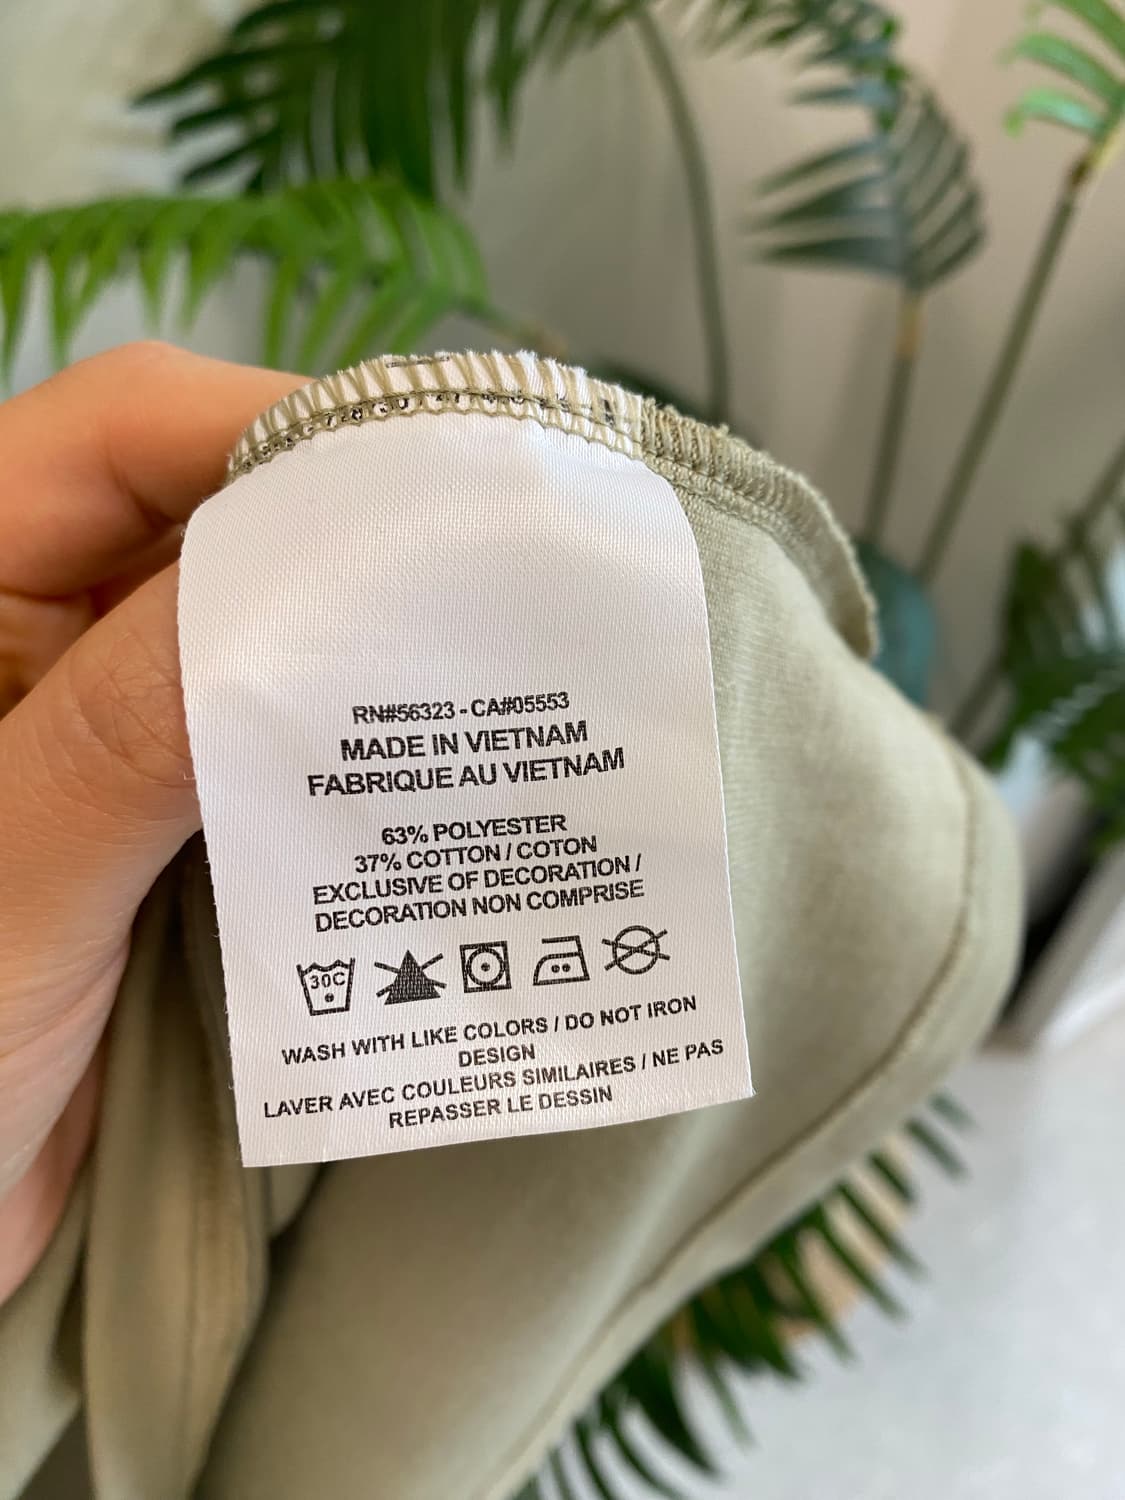 RN#56323 - CA#05553
MADE IN VIETNAM
FABRIQUE AU VIETNAM
63% POLYESTER
37% COTTON / COTON
EXCLUSIVE OF DECORATION /
DECORATION NON COMPRISE
30C
WASH WITH LIKE COLORS / DO NOT IRON
DESIGN
LAVER AVEC COULEURS SIMILAIRES / NE PAS
REPASSER LE DESSIN